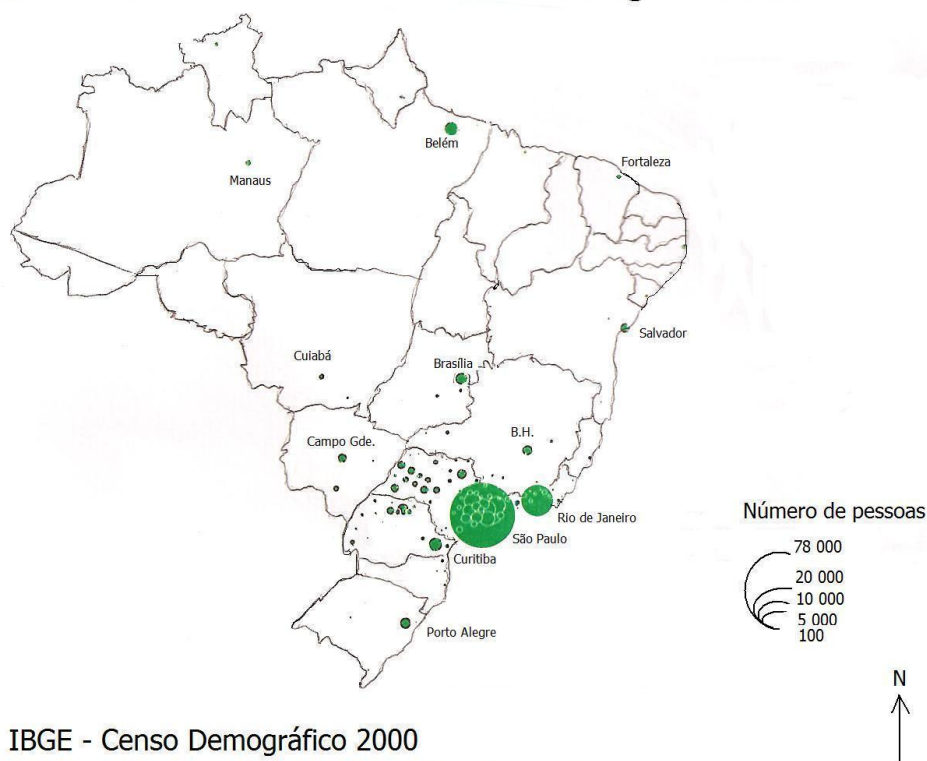 Belém
Fortaleza
Manaus
Salvador
Cuiabá
Brasília
B.H.
Campo Gde.
Rio de Janeiro
São Paulo
Curitiba
Porto Alegre
Número de pessoas
78 000
20 000
10 000
5 000
100
N
IBGE - Censo Demográfico 2000